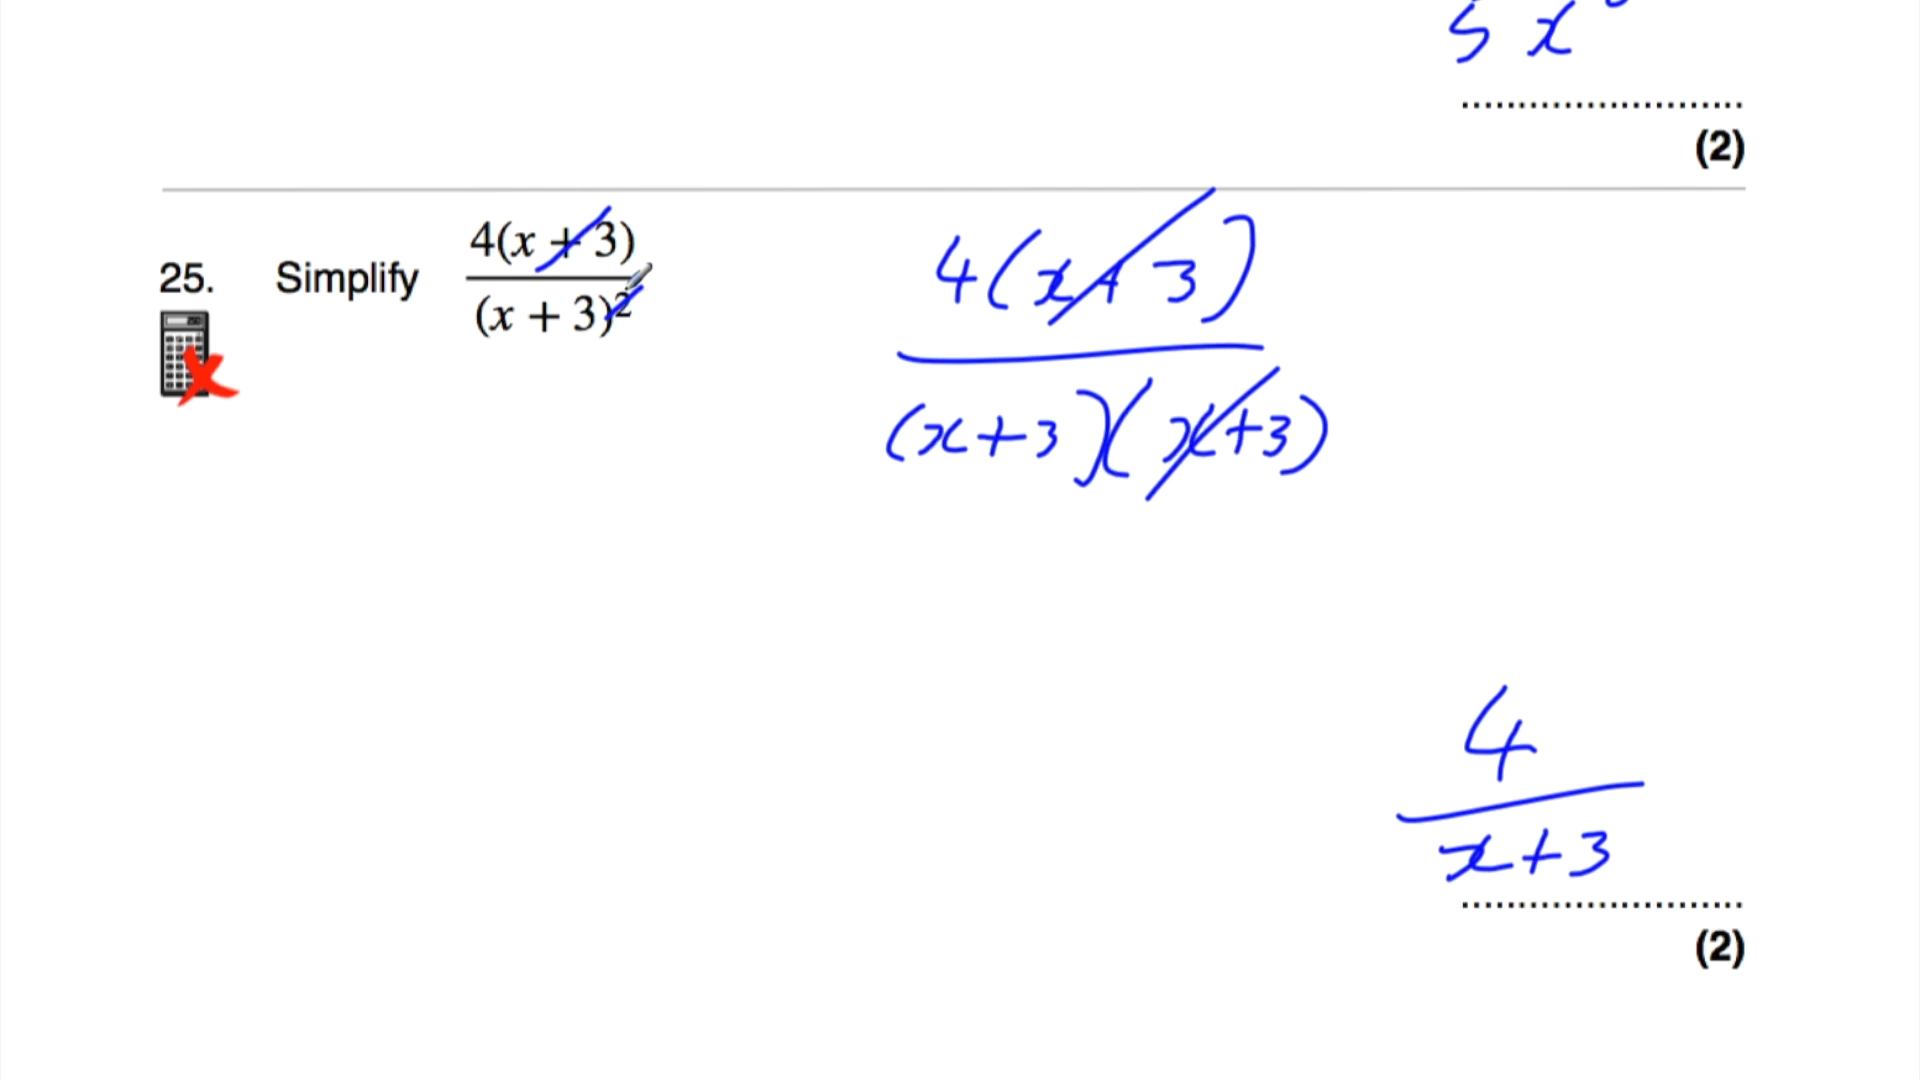 5x
(2)
25. Simplify 4(x + 3)
(x + 3)²
4(x+3)
(x+3)(x+3)
4
x+3
(2)